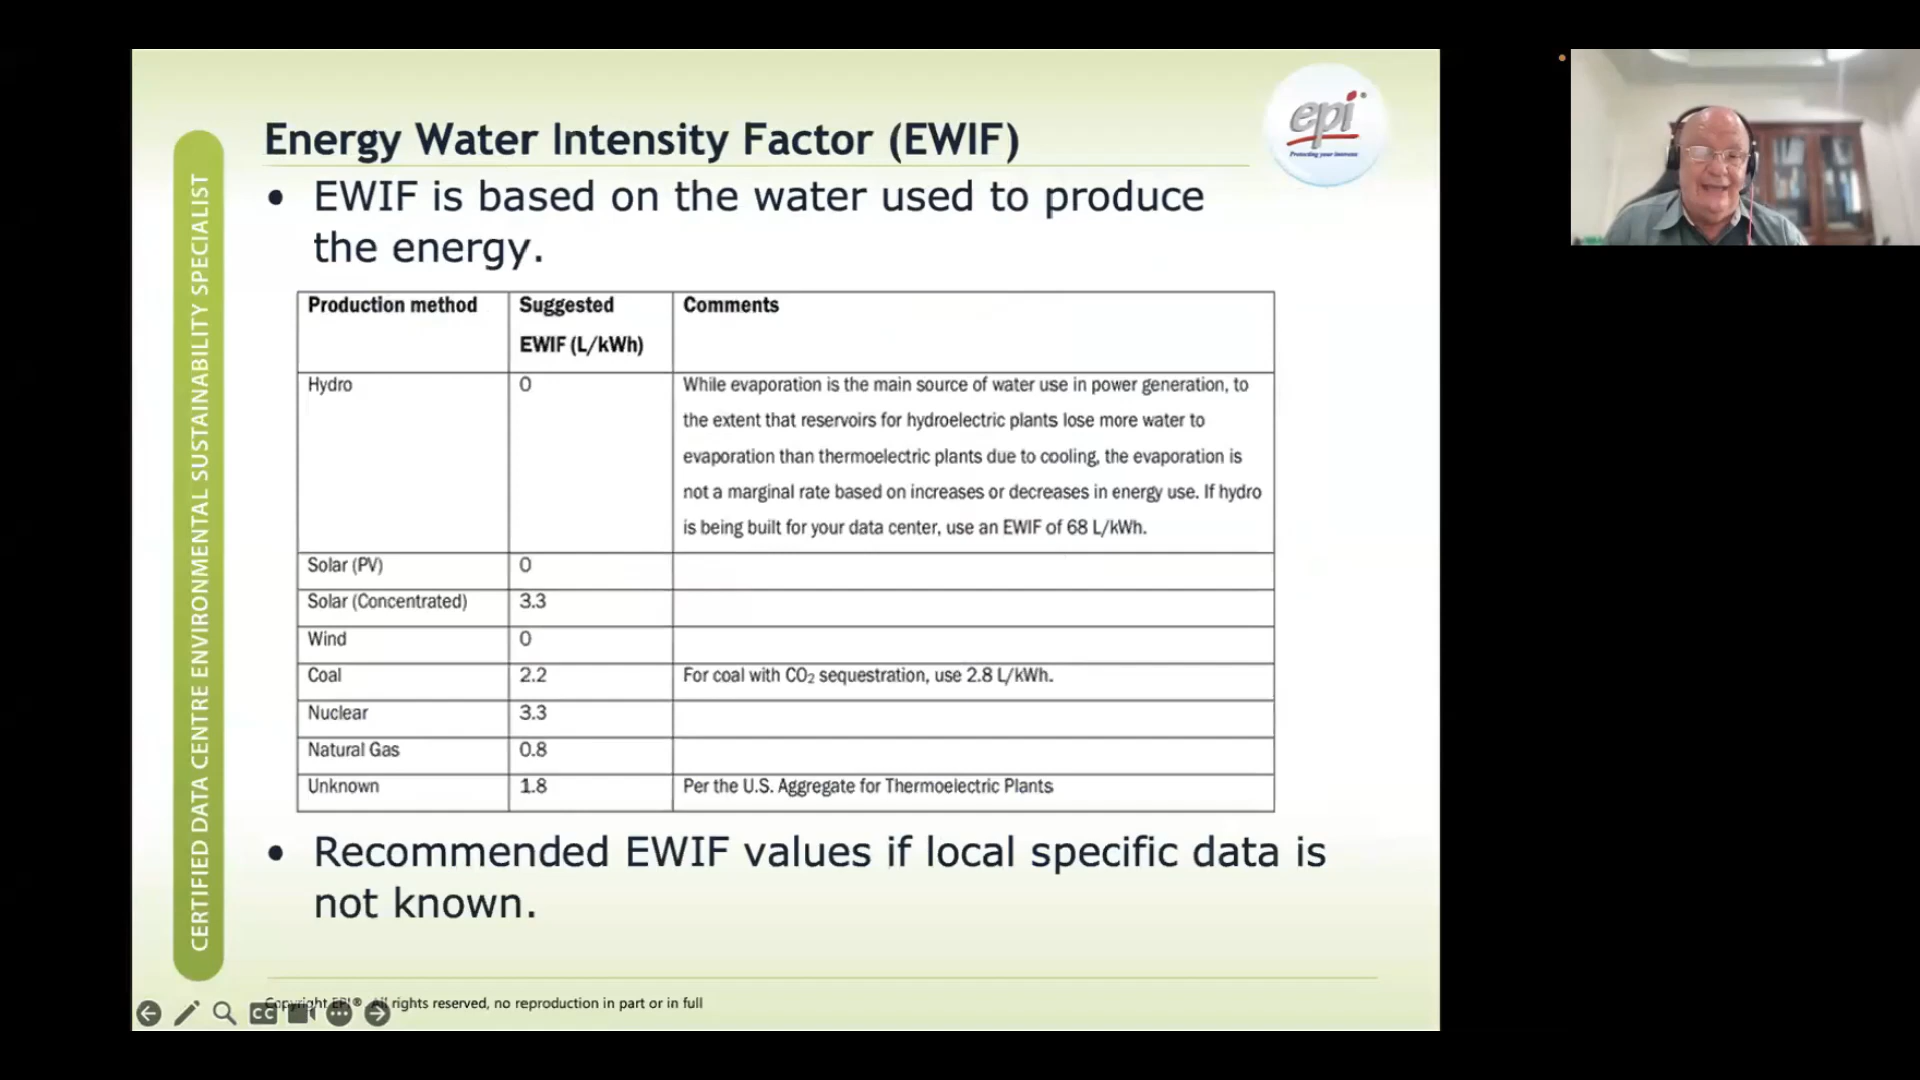 Energy Water Intensity Factor (EWIF)
epi®
Protecting your interests
CERTIFIED DATA CENTRE ENVIRONMENTAL SUSTAINABILITY SPECIALIST
• EWIF is based on the water used to produce
the energy.
Production method
Suggested
EWIF (L/kWh)
Comments
Hydro
0
While evaporation is the main source of water use in power generation, to
the extent that reservoirs for hydroelectric plants lose more water to
evaporation than thermoelectric plants due to cooling, the evaporation is
not a marginal rate based on increases or decreases in energy use. If hydro
is being built for your data center, use an EWIF of 68 L/kWh.
Solar (PV)
0
Solar (Concentrated)
3.3
Wind
0
Coal
2.2
For coal with CO₂ sequestration, use 2.8 L/kWh.
Nuclear
3.3
Natural Gas
0.8
Unknown
1.8
Per the U.S. Aggregate for Thermoelectric Plants
• Recommended EWIF values if local specific data is
not known.
Copyright EPI® All rights reserved, no reproduction in part or in full
CC